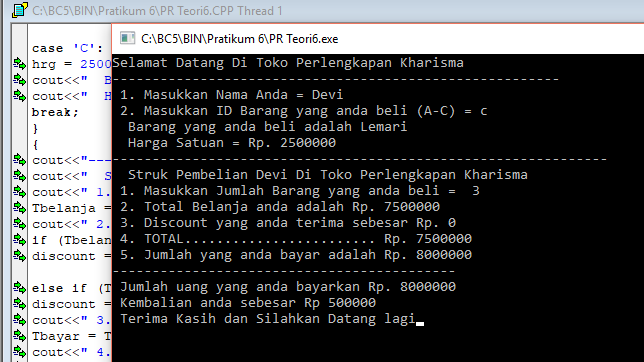 C:\BC5\BIN\Pratikum 6\PR Teori6.CPP Thread 1
case 'C':
hrg = 2500
cout<<"  B
cout<<"  H
break;
}
{
cout<<"---
cout<<"  S
cout<<" 1.
Tbelanja =
cout<<" 2.
if (Tbelan
discount =
else if (T
discount =
cout<<" 3.
Tbayar = T
cout<<" 4.
C:\BC5\BIN\Pratikum 6\PR Teori6.exe
Selamat Datang Di Toko Perlengkapan Kharisma
--------------------------------------------------------
1. Masukkan Nama Anda = Devi
2. Masukkan ID Barang yang anda beli (A-C) = c
Barang yang anda beli adalah Lemari
Harga Satuan = Rp. 2500000
--------------------------------------------------------------
Struk Pembelian Devi Di Toko Perlengkapan Kharisma
1. Masukkan Jumlah Barang yang anda beli =  3
2. Total Belanja anda adalah Rp. 7500000
3. Discount yang anda terima sebesar Rp. 0
4. TOTAL........................ Rp. 7500000
5. Jumlah yang anda bayar adalah Rp. 8000000
-------------------------------------------
Jumlah uang yang anda bayarkan Rp. 8000000
Kembalian anda sebesar Rp 500000
Terima Kasih dan Silahkan Datang lagi